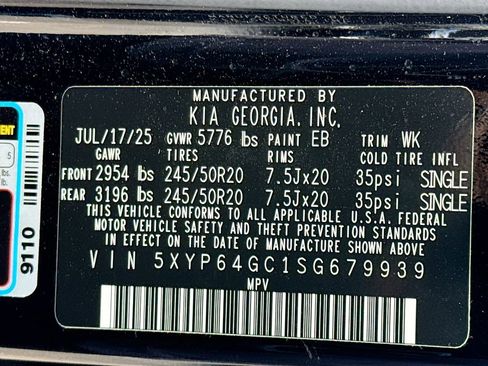 MANUFACTURED BY
KIA GEORGIA, INC.
JUL/17/25 GVWR 5776 lbs PAINT EB TRIM WK
GAWR TIRES RIMS COLD TIRE INFL
FRONT 2954 lbs 245/50R20 7.5Jx20 35psi SINGLE
REAR 3196 lbs 245/50R20 7.5Jx20 35psi SINGLE
THIS VEHICLE CONFORMS TO ALL APPLICABLE U.S.A. FEDERAL
MOTOR VEHICLE SAFETY AND THEFT PREVENTION STANDARDS
IN EFFECT ON THE DATE OF MANUFACTURE SHOWN ABOVE.
VIN 5XYP64GC1SG679939
MPV
9110
5
lbs.
lb.